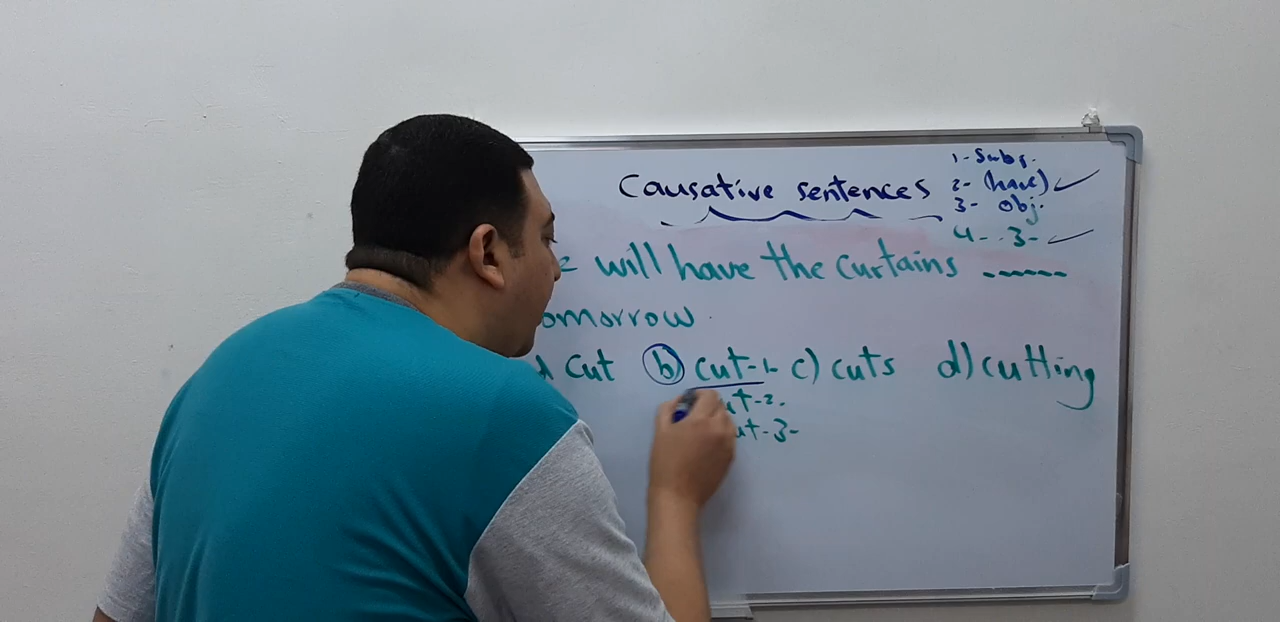 Causative sentences
1- Subj.
2- (have) ✓
3- obj.
4- -3- ✓
will have the curtains ------
omorrow.
cut b) cut-1- c) cuts d) cutting
ut-2-
ut-3-